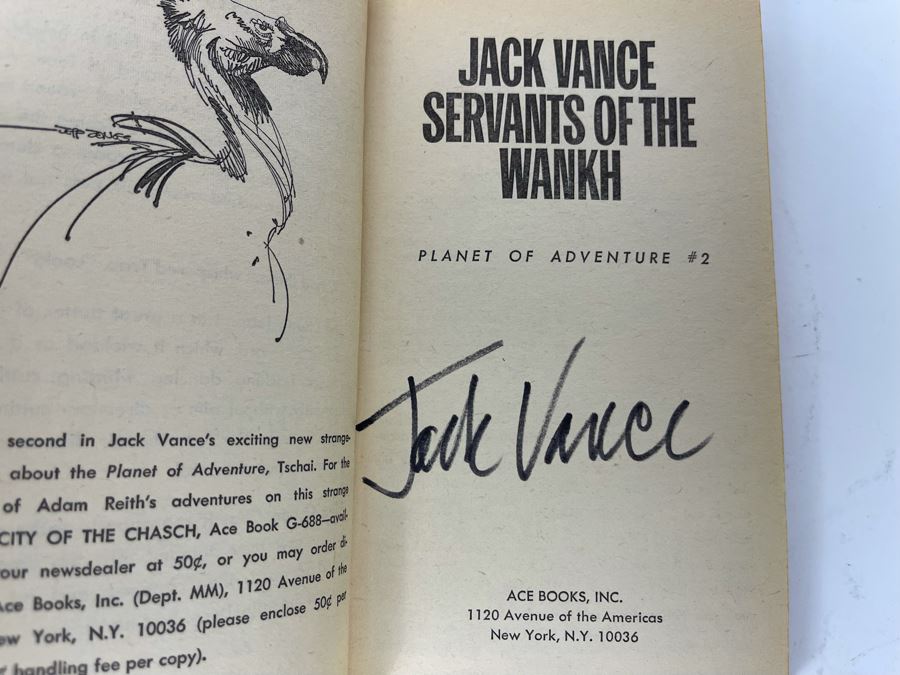 JEFF JONES
second in Jack Vance's exciting new strange-
about the Planet of Adventure, Tschai. For the
of Adam Reith's adventures on this strange
CITY OF THE CHASCH, Ace Book G-688—avail-
our newsdealer at 50¢, or you may order di-
Ace Books, Inc. (Dept. MM), 1120 Avenue of the
ew York, N.Y. 10036 (please enclose 50¢ per
handling fee per copy).
JACK VANCE
SERVANTS OF THE
WANKH
PLANET OF ADVENTURE #2
Jack Vance
ACE BOOKS, INC.
1120 Avenue of the Americas
New York, N.Y. 10036